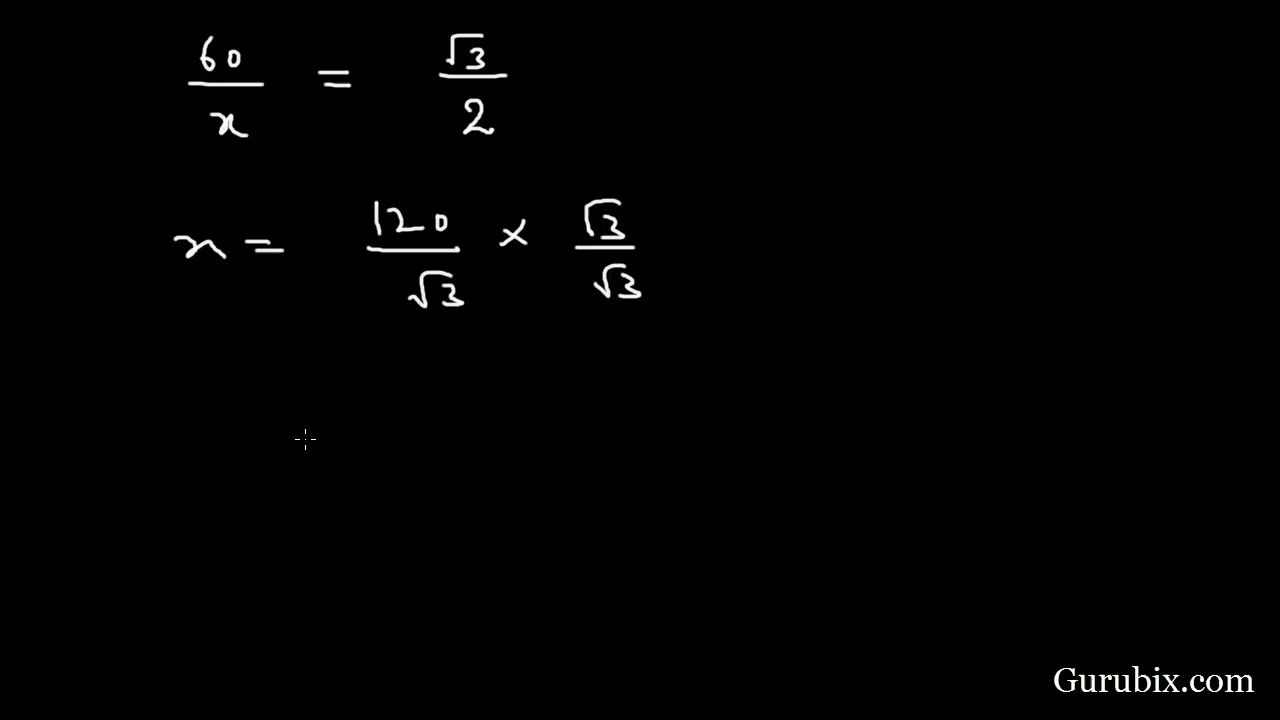 60/x = √3/2
x = 120/√3 × √3/√3
Gurubix.com